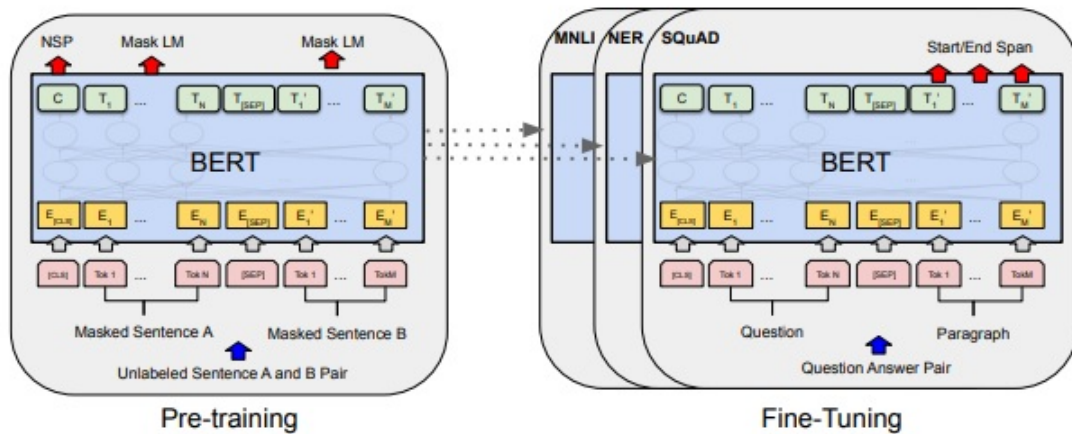 NSP Mask LM Mask LM
C T1 ... TN T[SEP] T1' ... TM'
BERT
E[CLS] E1 ... EN E[SEP] E1' ... EM'
[CLS] Tok 1 ... Tok N [SEP] Tok 1 ... TokM
Masked Sentence A Masked Sentence B
Unlabeled Sentence A and B Pair
Pre-training
MNLI NER SQuAD
Start/End Span
C T1 ... TN T[SEP] T1' ... TM'
BERT
E[CLS] E1 ... EN E[SEP] E1' ... EM'
[CLS] Tok 1 ... Tok N [SEP] Tok 1 ... TokM
Question Paragraph
Question Answer Pair
Fine-Tuning